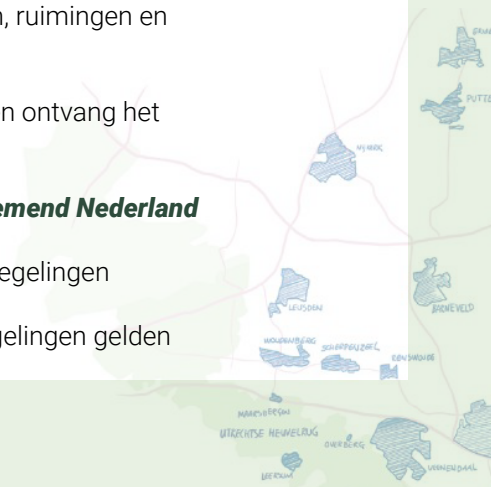 , ruimingen en
n ontvang het
emend Nederland
egelingen
gelingen gelden
PUTTE
NIJKERK
BARNEVELD
LEUSDEN
WOUDENBERG
SCHERPENZEEL
RENSWOUDE
MAARSBERGEN
UTRECHTSE HEUVELRUG
OVERBERG
VEENENDAAL
LEERSUM